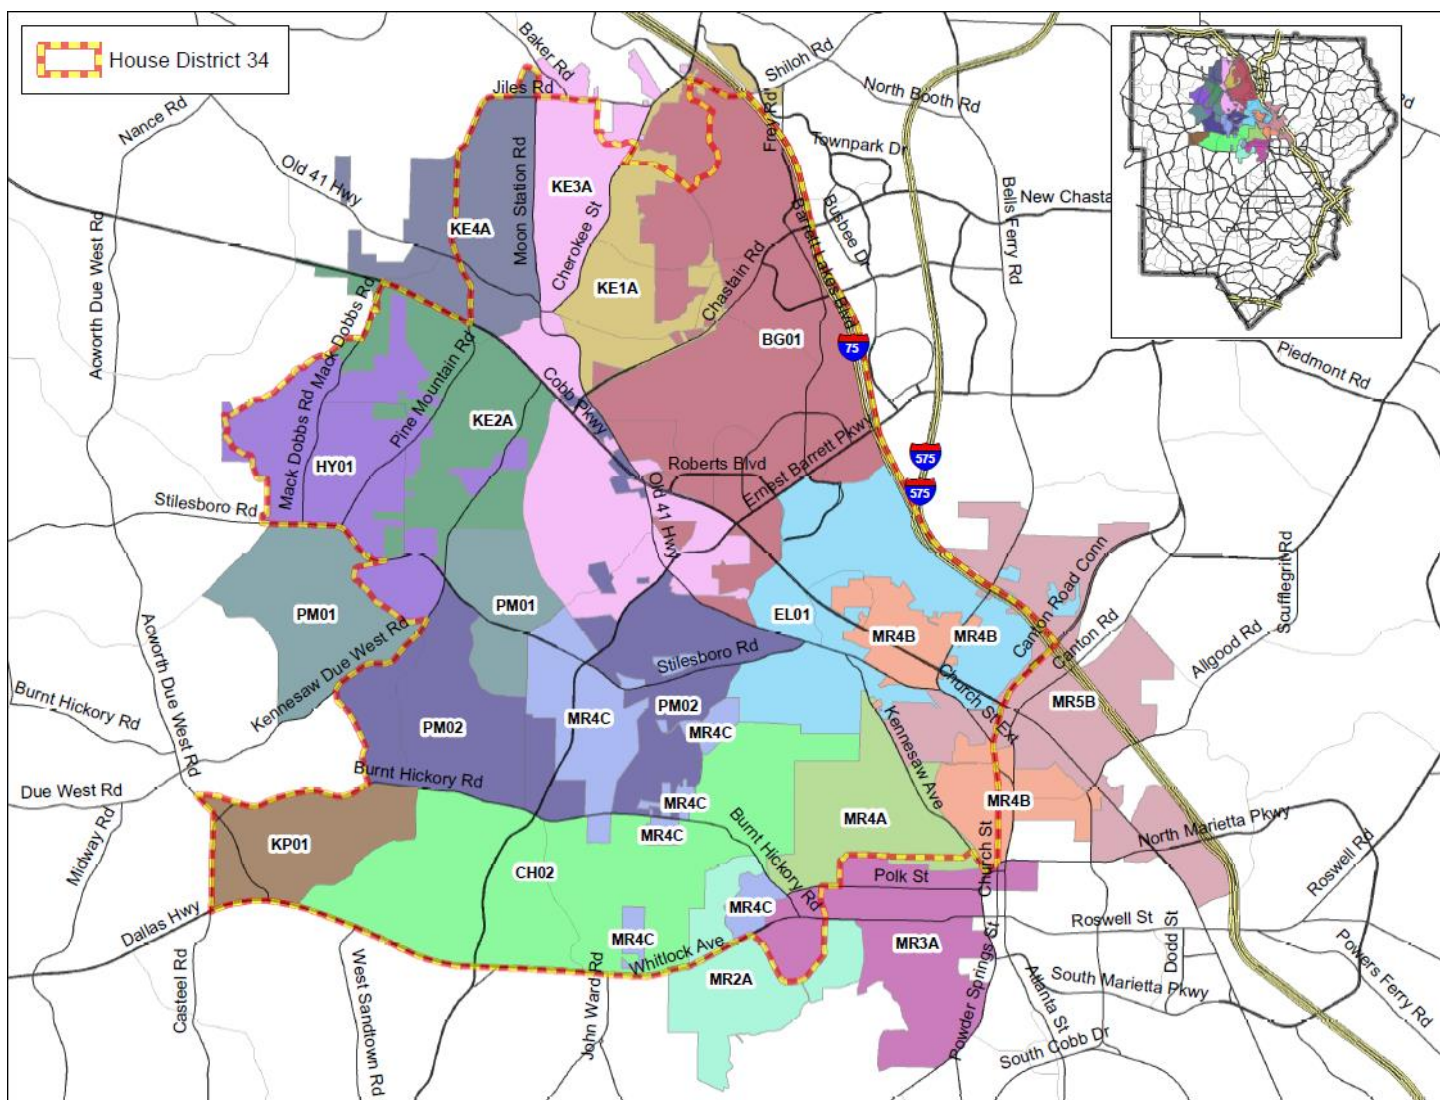 House District 34
Baker Rd
Shiloh Rd
Jiles Rd
North Booth Rd
Nance Rd
Frey Rd
Rd
Townpark Dr
Old 41 Hwy
Moon Station Rd
KE3A
Bells Ferry Rd
New Chasta
KE4A
Cherokee St
Barrett Lakes Blvd
Busbee Dr
Acworth Due West Rd
KE1A
Chastain Rd
Mack Dobbs Rd
BG01
75
Piedmont Rd
Pine Mountain Rd
Cobb Pkwy
Mack Dobbs Rd
KE2A
HY01
Roberts Blvd
Ernest Barrett Pkwy
575
575
Stilesboro Rd
Old 41 Hwy
Canton Road Conn
Scufflegrit Rd
PM01
PM01
EL01
MR4B
MR4B
Canton Rd
Allgood Rd
Acworth Due West Rd
Kennesaw Due West Rd
Stilesboro Rd
Burnt Hickory Rd
Church St Ext
MR5B
PM02
MR4C
PM02
MR4C
Kennesaw Ave
Due West Rd
Burnt Hickory Rd
MR4C
MR4B
MR4A
North Marietta Pkwy
Midway Rd
KP01
MR4C
Burnt Hickory Rd
Church St
CH02
Polk St
Roswell Rd
MR4C
Dallas Hwy
MR4C
Whitlock Ave
MR3A
Roswell St
Dodd St
Powers Ferry Rd
Casteel Rd
West Sandtown Rd
John Ward Rd
MR2A
Powder Springs St
Atlanta St
South Marietta Pkwy
South Cobb Dr